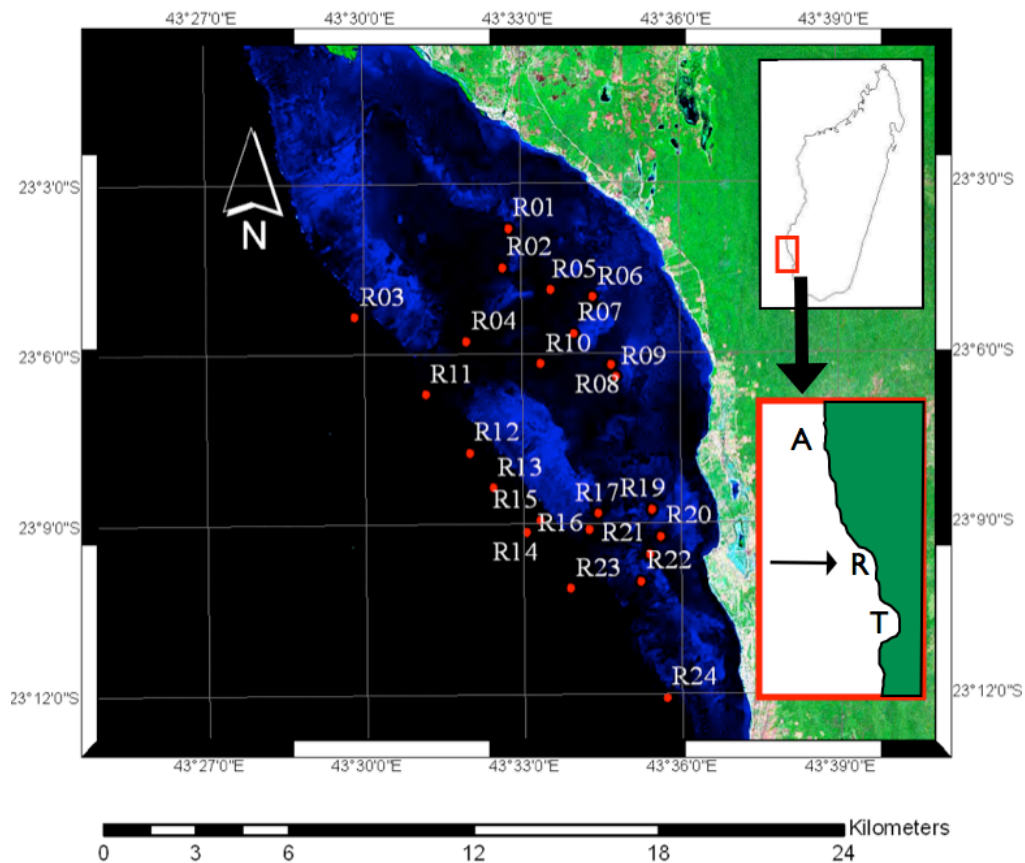 43°27'0"E 43°30'0"E 43°33'0"E 43°36'0"E 43°39'0"E
23°3'0"S 23°3'0"S
N
R01
R02
R05 R06
R03
R04 R07
R10 R09
R08
R11
23°6'0"S 23°6'0"S
R12
R13
R15 R17 R19
R16 R21 R20
R14 R22
R23
R24
23°9'0"S 23°9'0"S
23°12'0"S 23°12'0"S
A
R
T
43°27'0"E 43°30'0"E 43°33'0"E 43°36'0"E 43°39'0"E
Kilometers
0 3 6 12 18 24